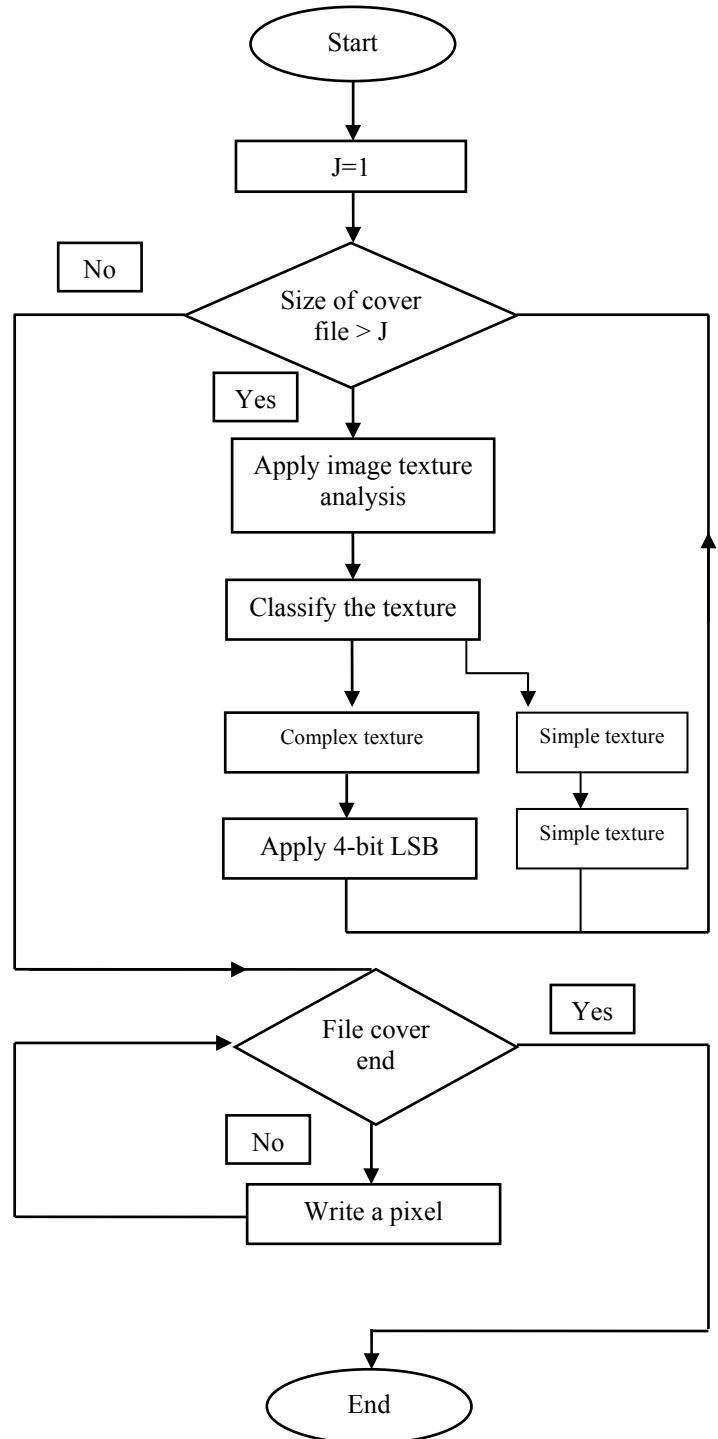 Start
J=1
No
Size of cover
file > J
Yes
Apply image texture
analysis
Classify the texture
Complex texture
Simple texture
Apply 4-bit LSB
Simple texture
File cover
end
Yes
No
Write a pixel
End